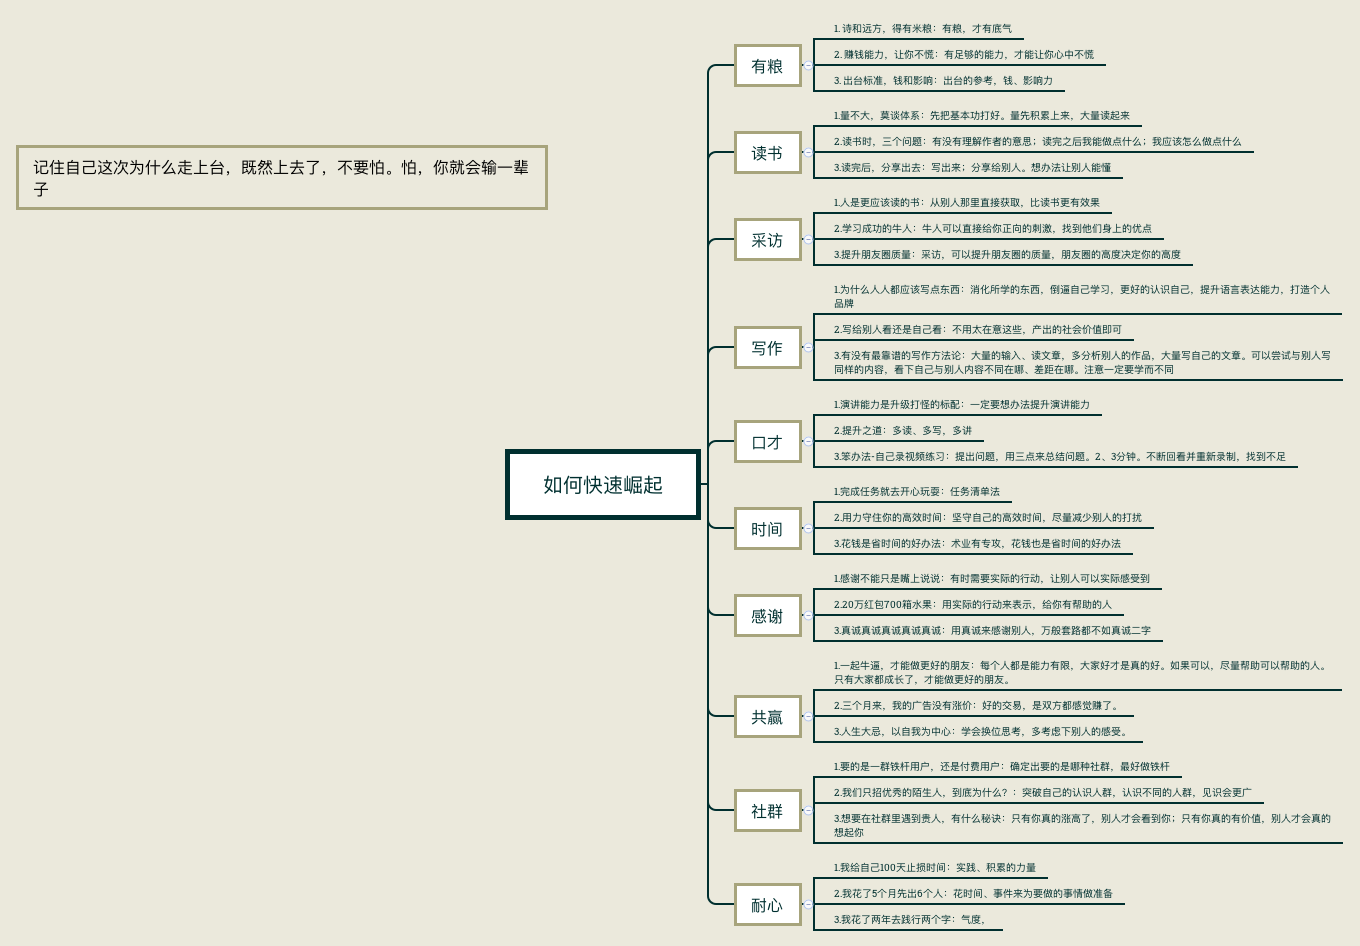 记住自己这次为什么走上台，既然上去了，不要怕。怕，你就会输一辈
子
如何快速崛起
有粮
1. 诗和远方，得有米粮：有粮，才有底气
2. 赚钱能力，让你不慌：有足够的能力，才能让你心中不慌
3. 出台标准，钱和影响：出台的参考，钱、影响力
读书
1.量不大，莫谈体系：先把基本功打好。量先积累上来，大量读起来
2.读书时，三个问题：有没有理解作者的意思；读完之后我能做点什么；我应该怎么做点什么
3.读完后，分享出去：写出来；分享给别人。想办法让别人能懂
采访
1.人是更应该读的书：从别人那里直接获取，比读书更有效果
2.学习成功的牛人：牛人可以直接给你正向的刺激，找到他们身上的优点
3.提升朋友圈质量：采访，可以提升朋友圈的质量，朋友圈的高度决定你的高度
写作
1.为什么人人都应该写点东西：消化所学的东西，倒逼自己学习，更好的认识自己，提升语言表达能力，打造个人
品牌
2.写给别人看还是自己看：不用太在意这些，产出的社会价值即可
3.有没有最靠谱的写作方法论：大量的输入、读文章，多分析别人的作品，大量写自己的文章。可以尝试与别人写
同样的内容，看下自己与别人内容不同在哪、差距在哪。注意一定要学而不同
口才
1.演讲能力是升级打怪的标配：一定要想办法提升演讲能力
2.提升之道：多读、多写，多讲
3.笨办法-自己录视频练习：提出问题，用三点来总结问题。2、3分钟。不断回看并重新录制，找到不足
时间
1.完成任务就去开心玩耍：任务清单法
2.用力守住你的高效时间：坚守自己的高效时间，尽量减少别人的打扰
3.花钱是省时间的好办法：术业有专攻，花钱也是省时间的好办法
感谢
1.感谢不能只是嘴上说说：有时需要实际的行动，让别人可以实际感受到
2.20万红包700箱水果：用实际的行动来表示，给你有帮助的人
3.真诚真诚真诚真诚真诚：用真诚来感谢别人，万般套路都不如真诚二字
共赢
1.一起牛逼，才能做更好的朋友：每个人都是能力有限，大家好才是真的好。如果可以，尽量帮助可以帮助的人。
只有大家都成长了，才能做更好的朋友。
2.三个月来，我的广告没有涨价：好的交易，是双方都感觉赚了。
3.人生大忌，以自我为中心：学会换位思考，多考虑下别人的感受。
社群
1.要的是一群铁杆用户，还是付费用户：确定出要的是哪种社群，最好做铁杆
2.我们只招优秀的陌生人，到底为什么？：突破自己的认识人群，认识不同的人群，见识会更广
3.想要在社群里遇到贵人，有什么秘诀：只有你真的涨高了，别人才会看到你；只有你真的有价值，别人才会真的
想起你
耐心
1.我给自己100天止损时间：实践、积累的力量
2.我花了5个月先出6个人：花时间、事件来为要做的事情做准备
3.我花了两年去践行两个字：气度，